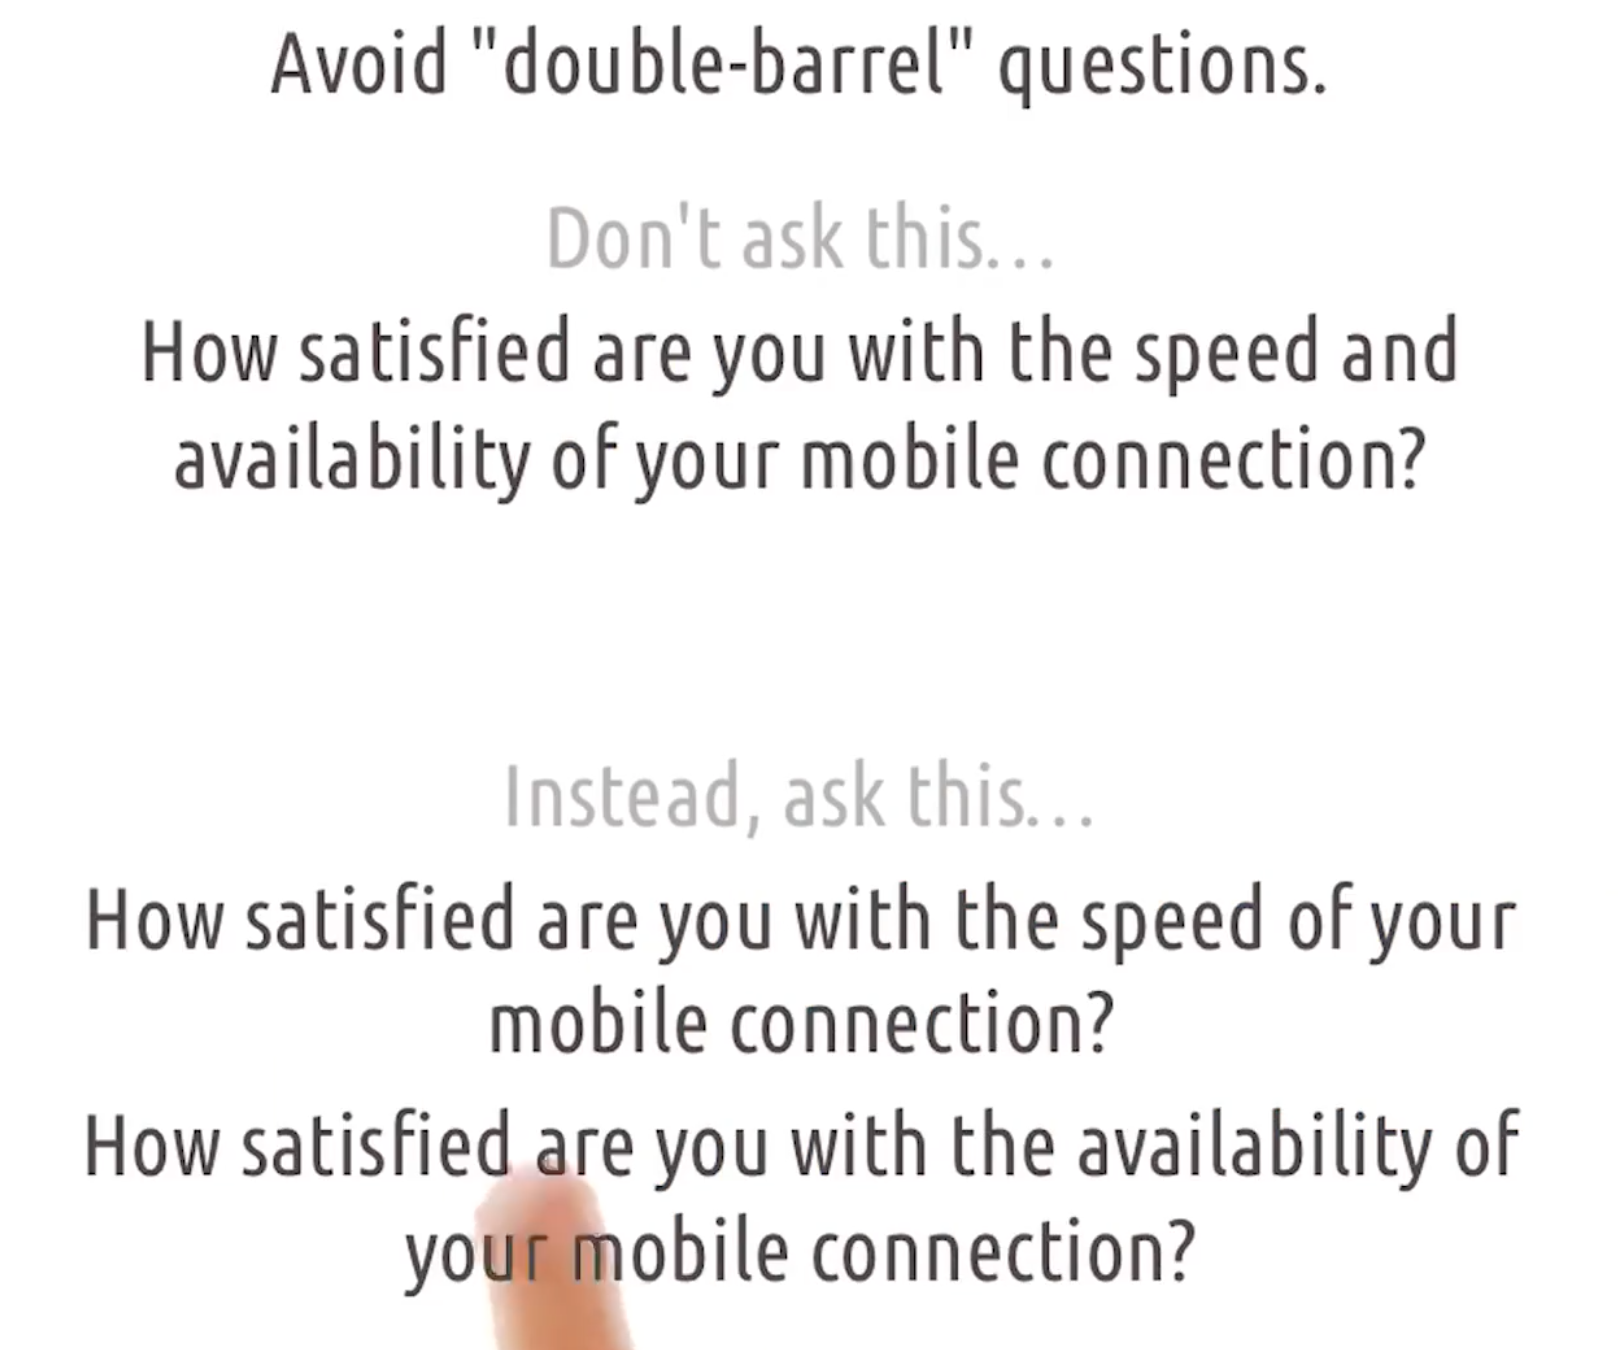 Avoid "double-barrel" questions.
Don't ask this...
How satisfied are you with the speed and
availability of your mobile connection?
Instead, ask this...
How satisfied are you with the speed of your
mobile connection?
How satisfied are you with the availability of
your mobile connection?